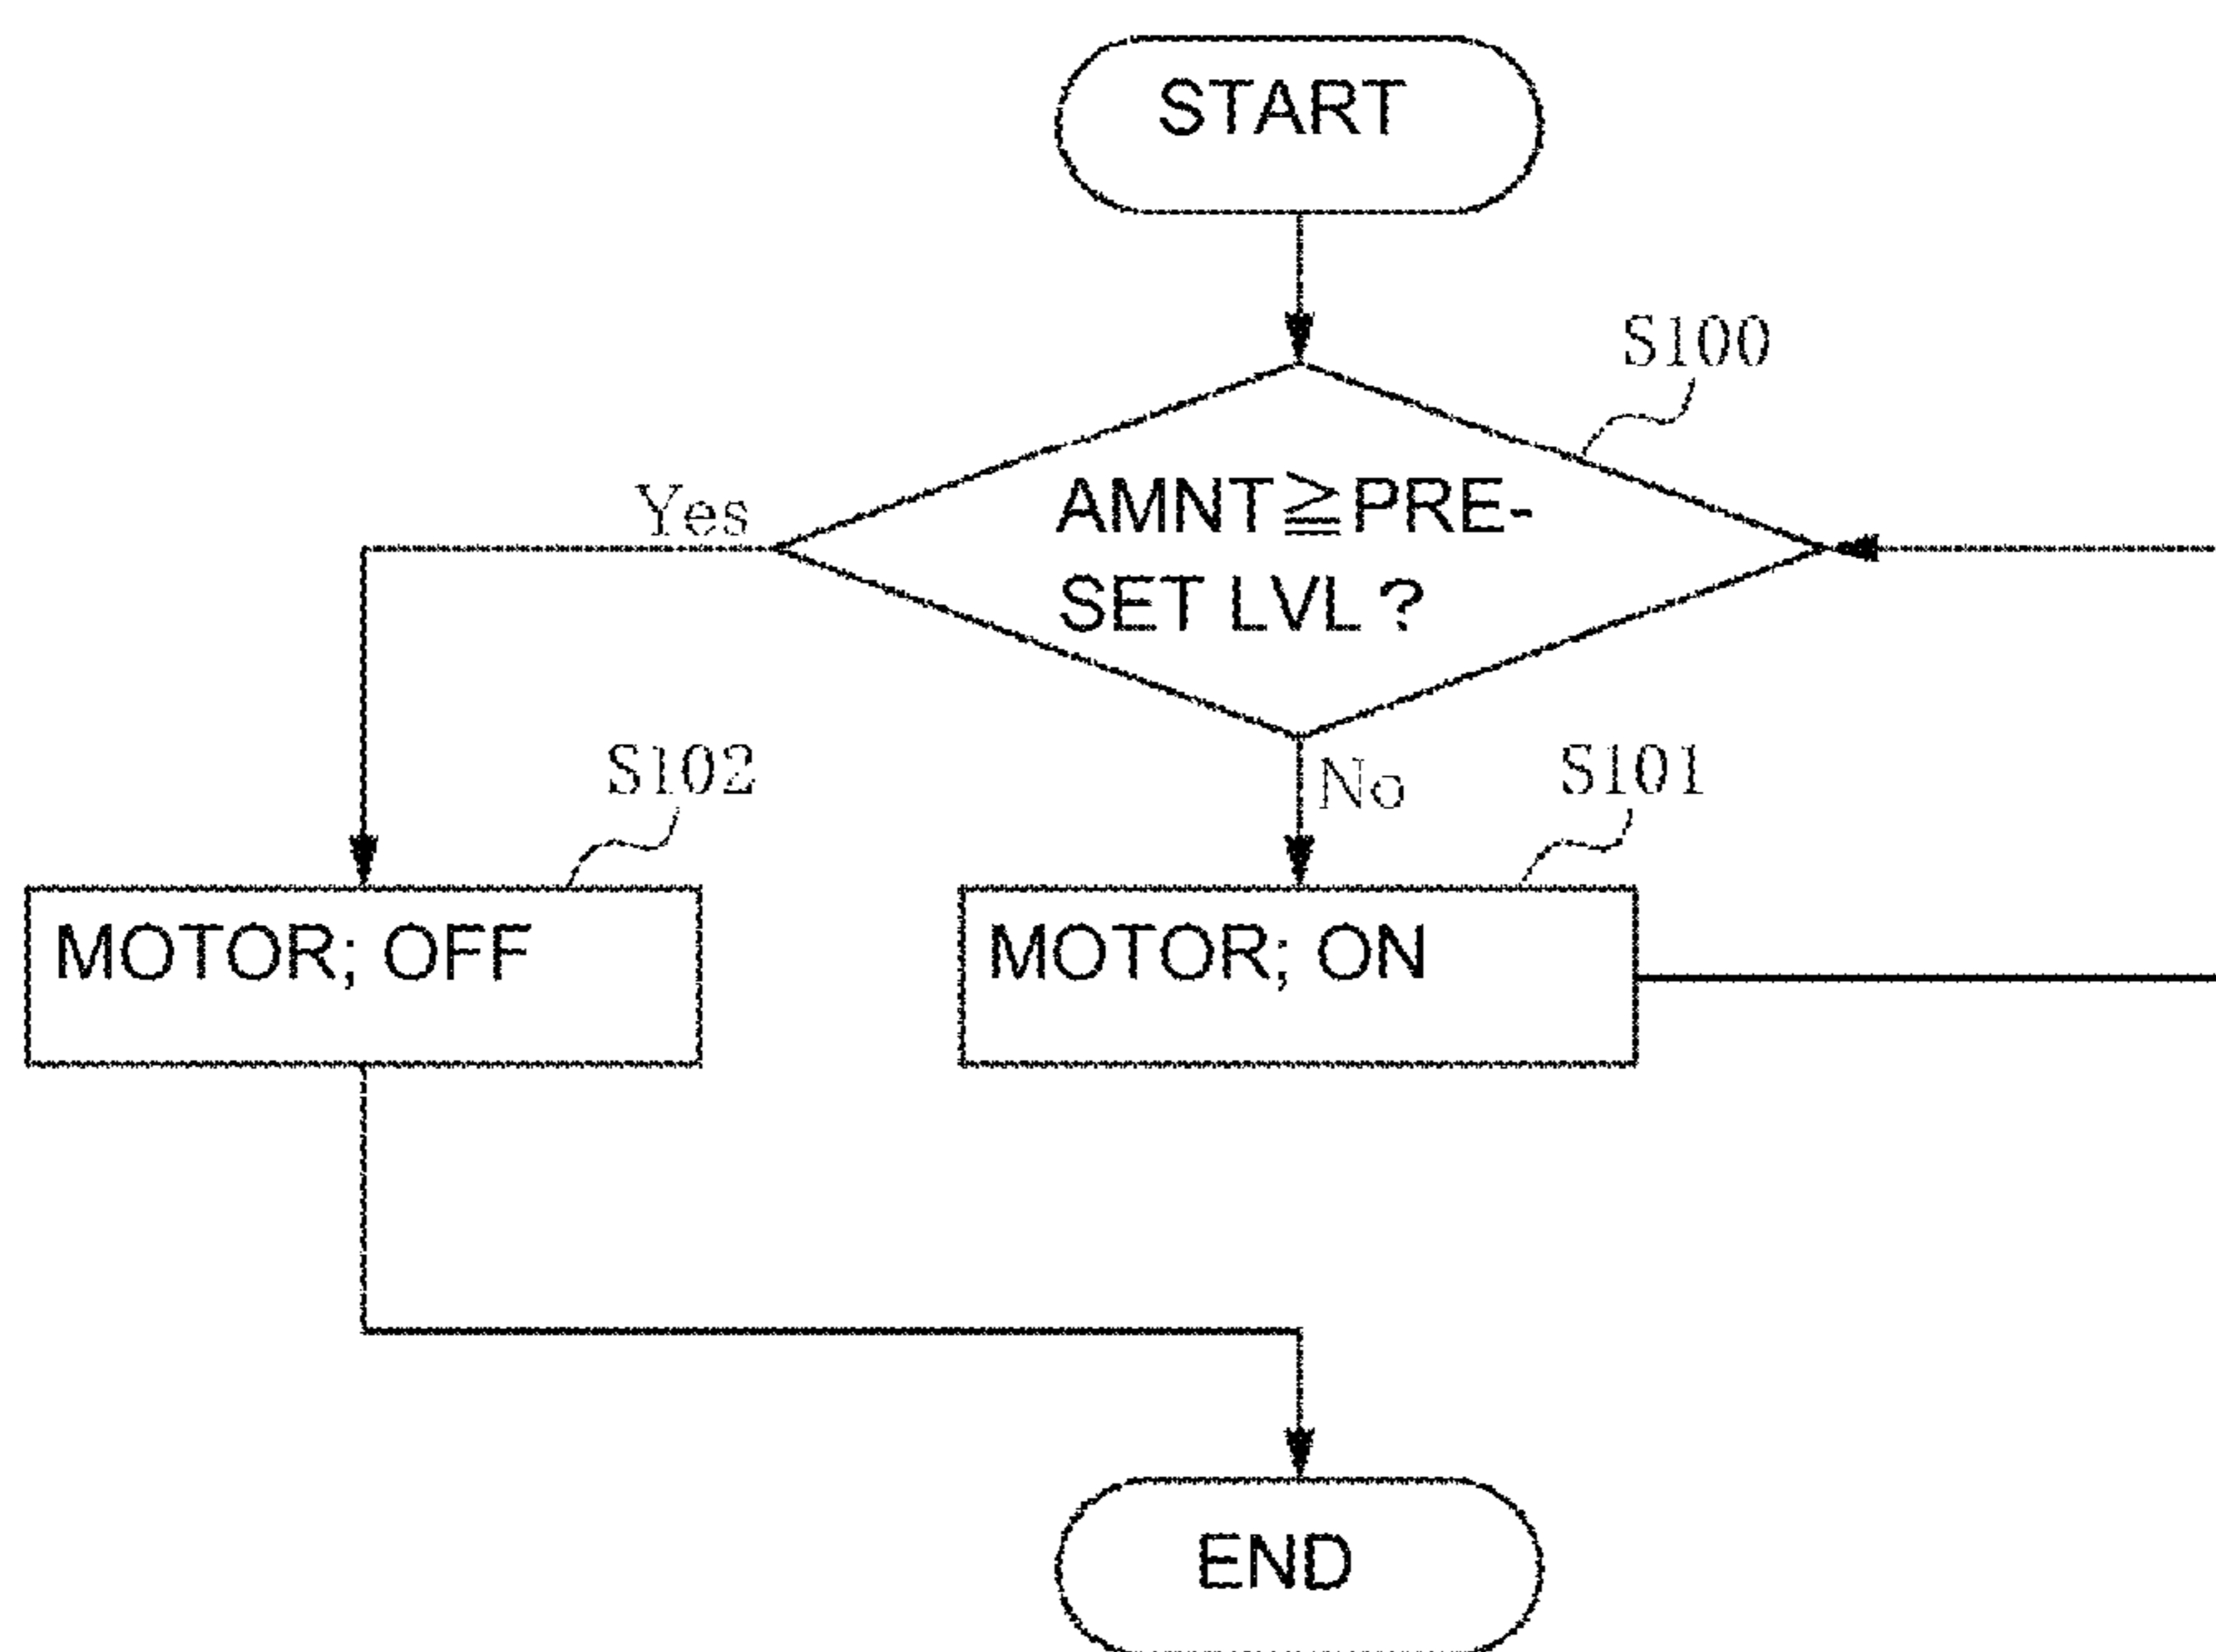 START
S100
Yes
AMNT≧PRE-
SET LVL?
S102
No
S101
MOTOR; OFF
MOTOR; ON
END